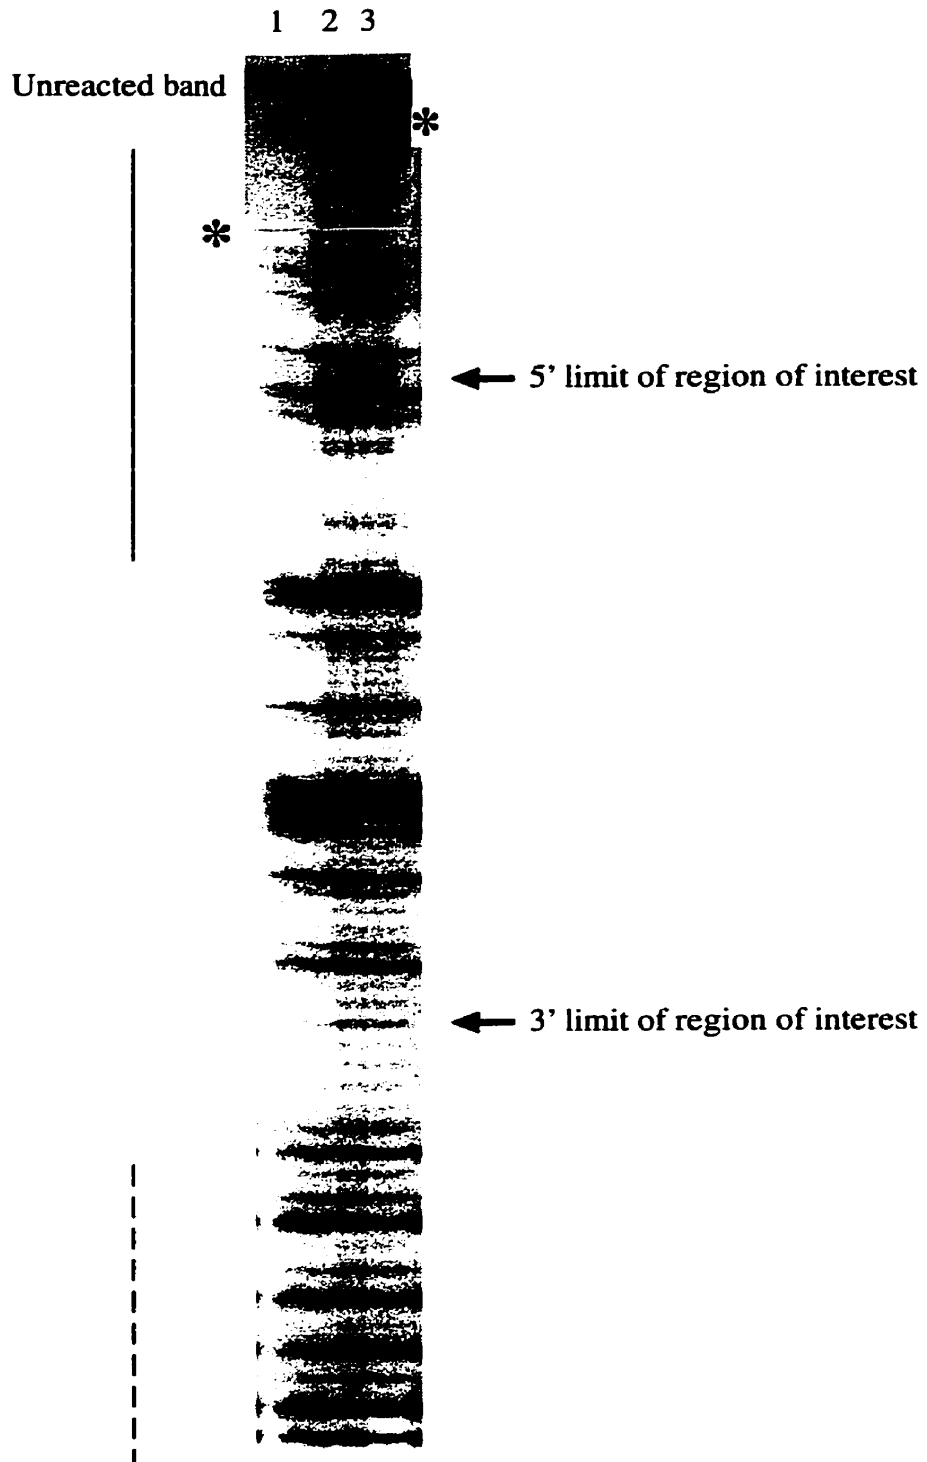 1 2 3
Unreacted band
*
*
5' limit of region of interest
3' limit of region of interest